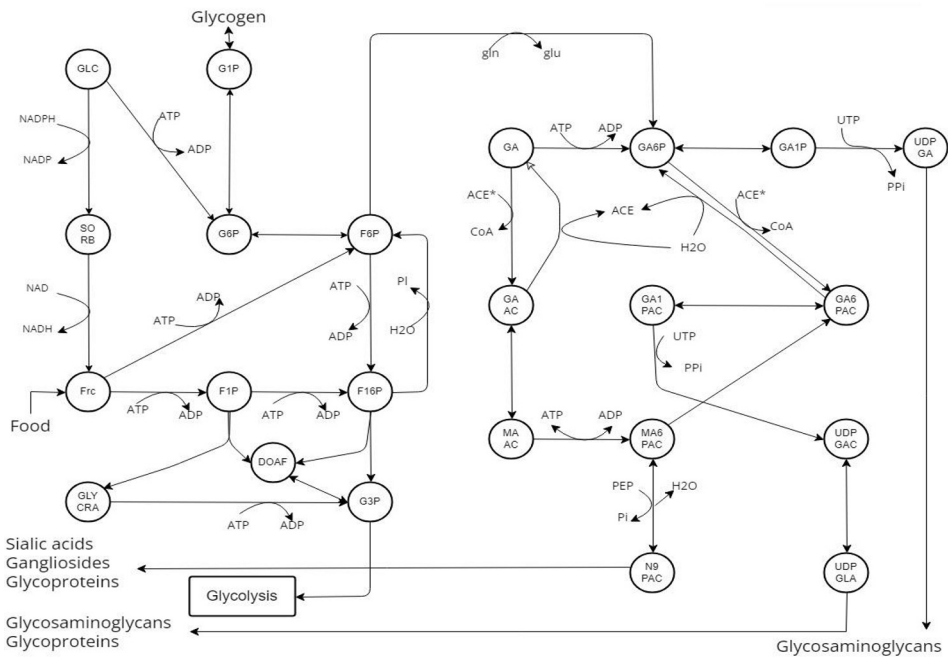 Glycogen
GLC
G1P
gln
glu
NADPH
ATP
ADP
NADP
ATP
ADP
UTP
GA
GA6P
GA1P
UDP
GA
PPi
ACE*
CoA
ACE
ACE*
CoA
H2O
SO
RB
G6P
F6P
NAD
NADH
ADP
ATP
ATP
ADP
Pl
H2O
GA
AC
GA1
PAC
GA6
PAC
UTP
PPi
Food
Frc
F1P
F16P
ATP
ADP
ATP
ADP
MA
AC
ATP
ADP
MA6
PAC
UDP
GAC
DOAF
GLY
CRA
G3P
ATP
ADP
PEP
H2O
Pi
Sialic acids
Gangliosides
Glycoproteins
N9
PAC
UDP
GLA
Glycolysis
Glycosaminoglycans
Glycoproteins
Glycosaminoglycans